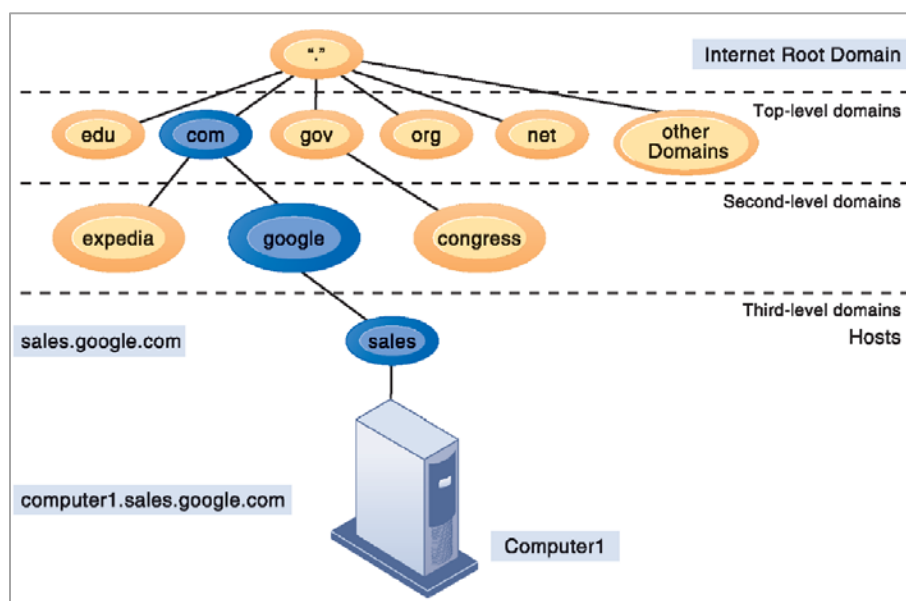 “.”
Internet Root Domain
Top-level domains
edu
com
gov
org
net
other
Domains
Second-level domains
expedia
google
congress
Third-level domains
Hosts
sales.google.com
sales
computer1.sales.google.com
Computer1